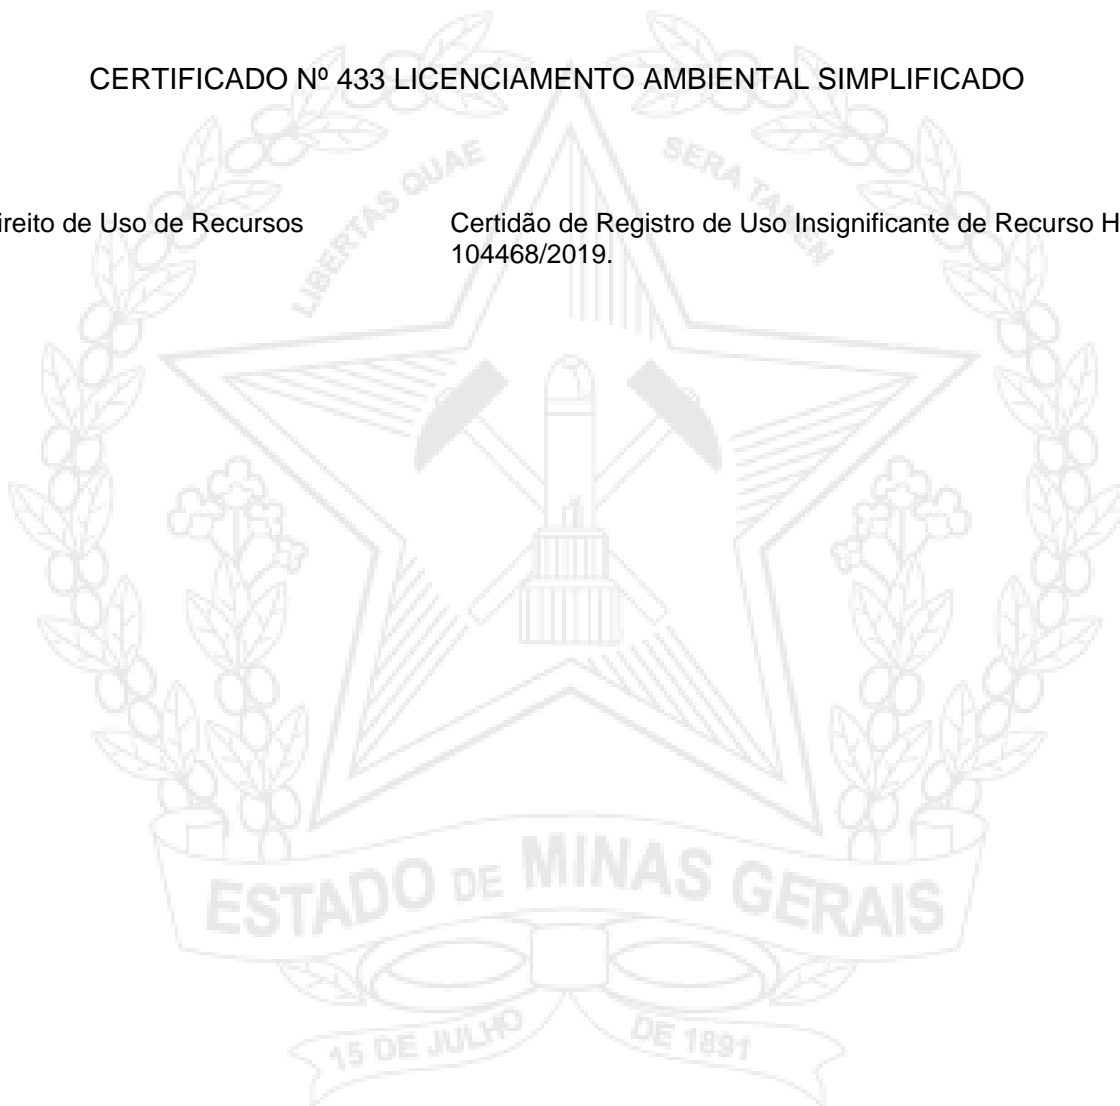 CERTIFICADO Nº 433 LICENCIAMENTO AMBIENTAL SIMPLIFICADO
LIBERTAS QUAE SERA TAMEN
ireito de Uso de Recursos
Certidão de Registro de Uso Insignificante de Recurso H
104468/2019.
ESTADO DE MINAS GERAIS
15 DE JULHO DE 1891